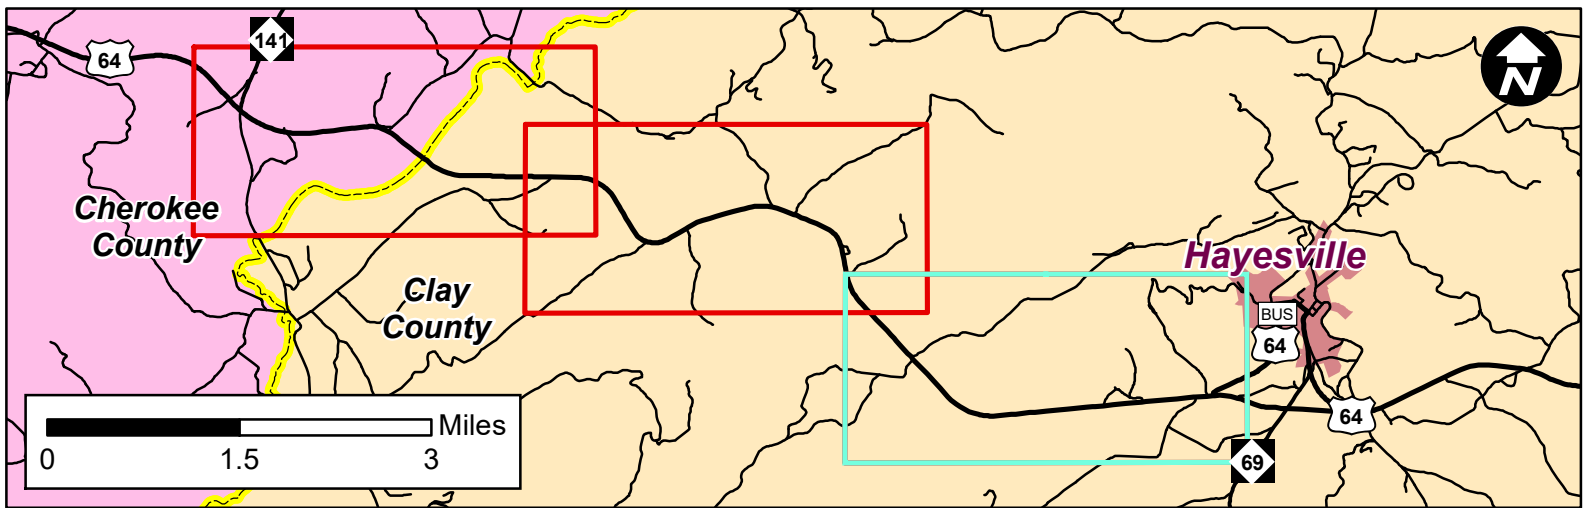 141
64
N
Cherokee
County
Hayesville
Clay
County
BUS
64
64
Miles
0 1.5 3
69